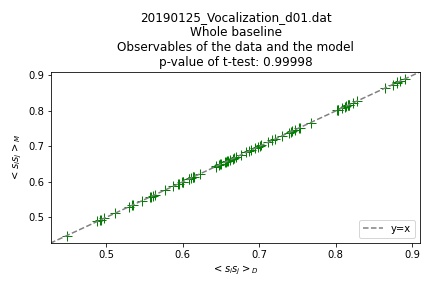 20190125_Vocalization_d01.dat
Whole baseline
Observables of the data and the model
p-value of t-test: 0.99998
0.9
0.8
0.7
0.6
0.5
< s_i s_j >_M
y=x
0.5 0.6 0.7 0.8 0.9
< s_i s_j >_D